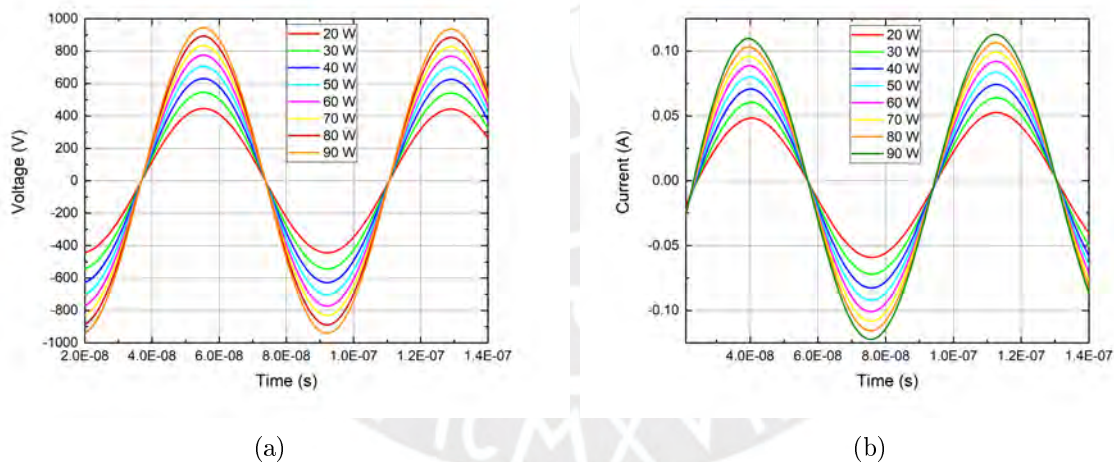 1000
800
600
400
200
0
-200
-400
-600
-800
-1000
Voltage (V)
20 W
30 W
40 W
50 W
60 W
70 W
80 W
90 W
2.0E-08 4.0E-08 6.0E-08 8.0E-08 1.0E-07 1.2E-07 1.4E-07
Time (s)
(a)
0.10
0.05
0.00
-0.05
-0.10
Current (A)
20 W
30 W
40 W
50 W
60 W
70 W
80 W
90 W
4.0E-08 6.0E-08 8.0E-08 1.0E-07 1.2E-07 1.4E-07
Time (s)
(b)